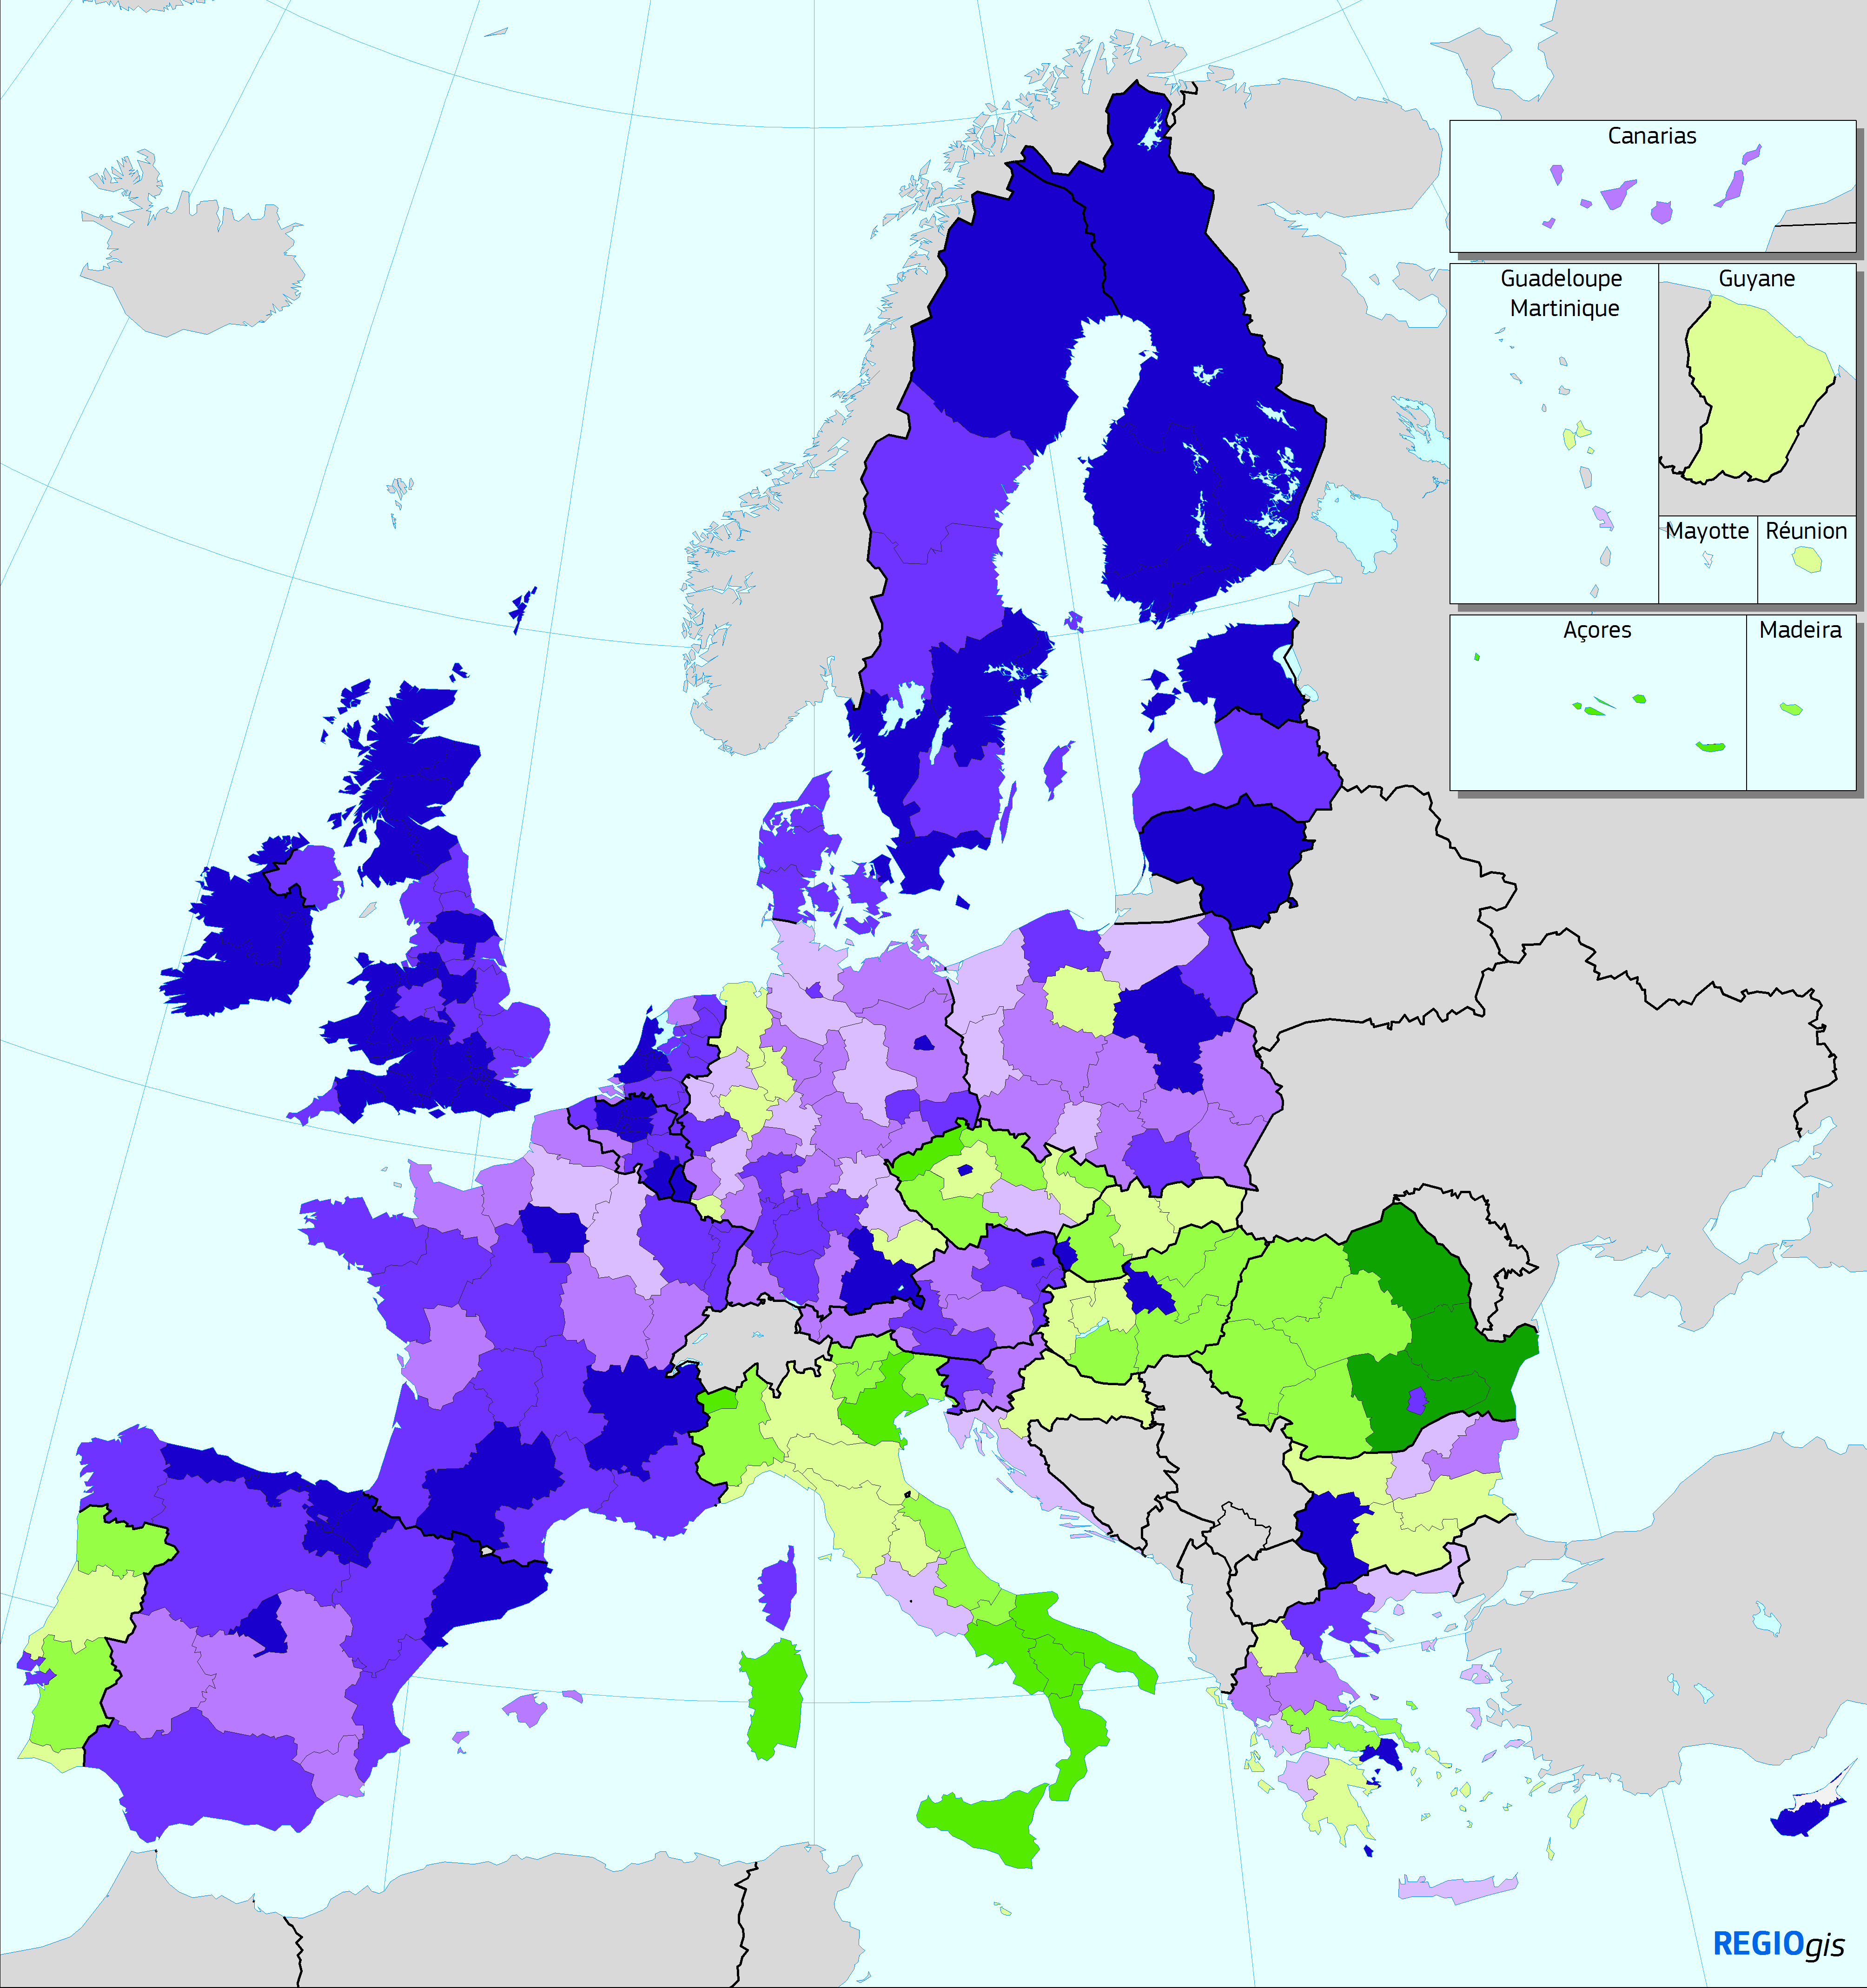 Canarias
Guadeloupe
Martinique
Guyane
Mayotte
Réunion
Açores
Madeira
REGIOgis